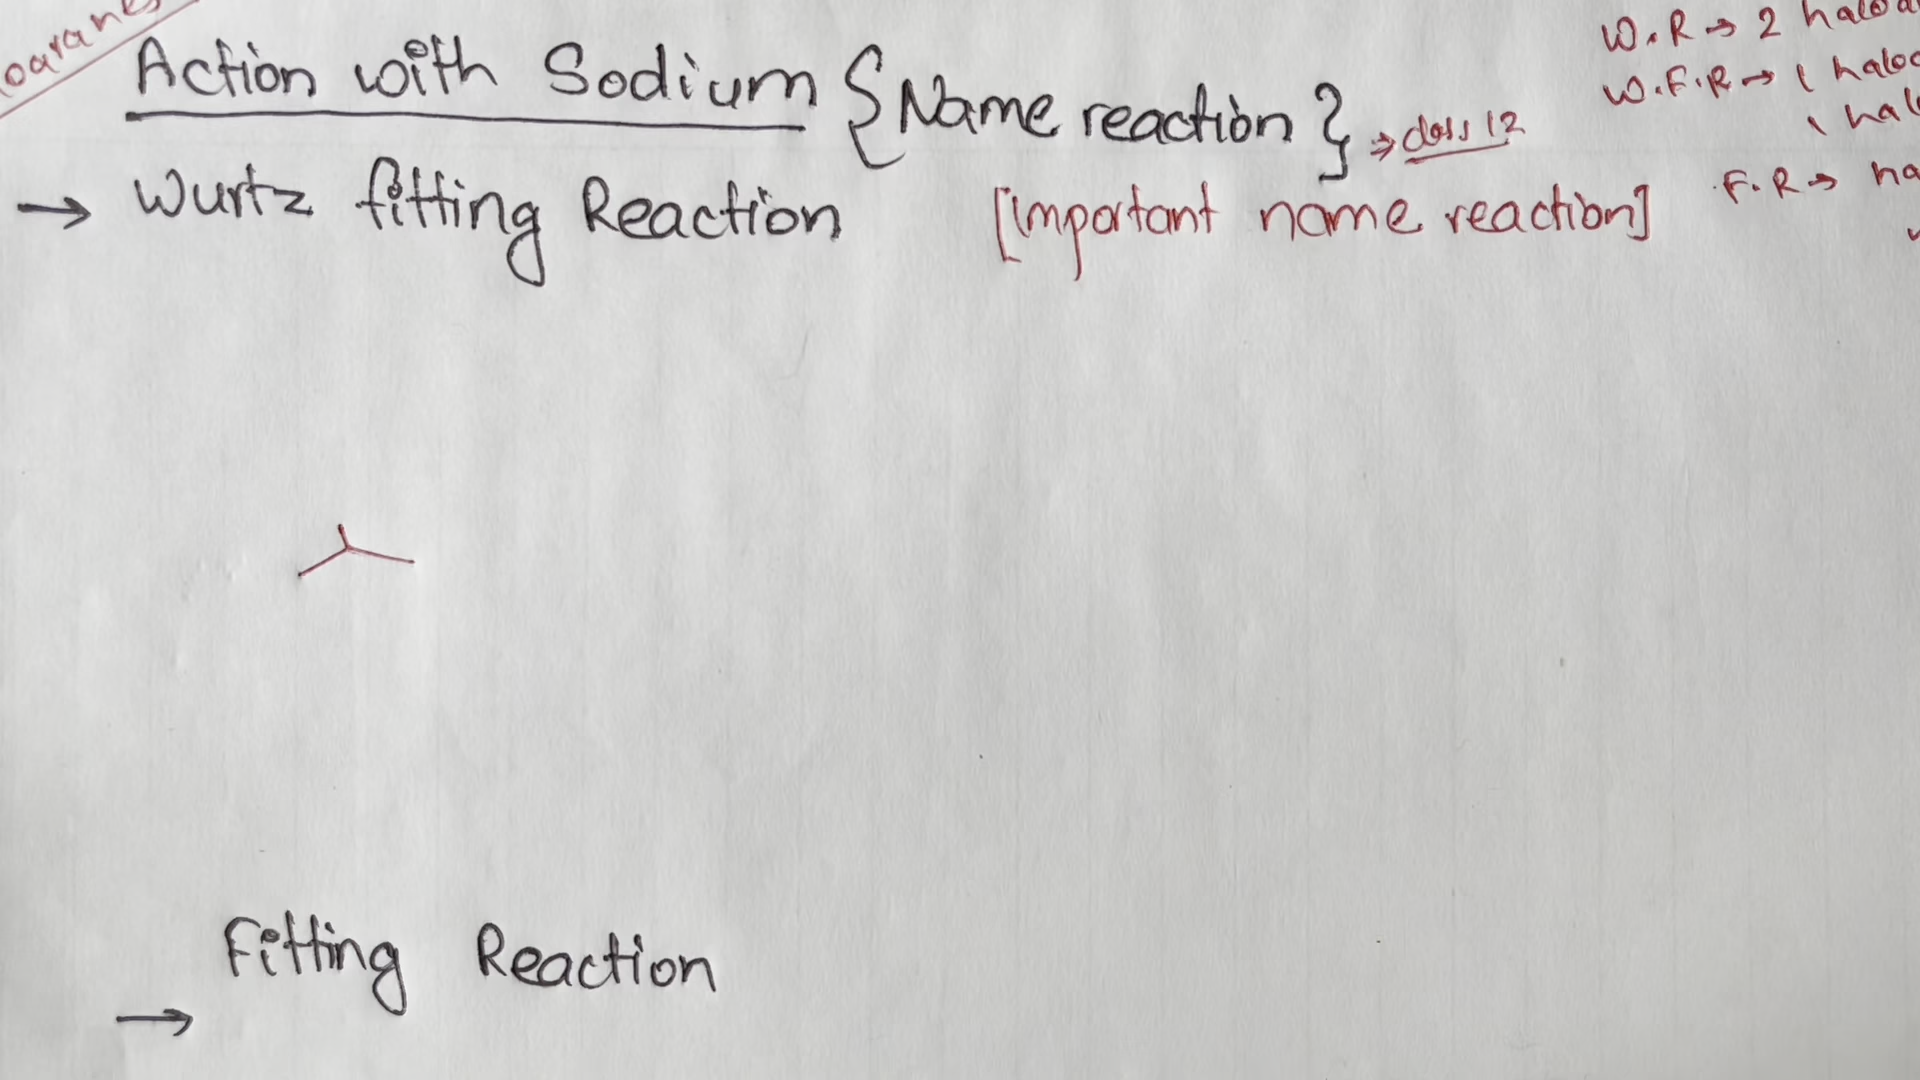 Action with Sodium {Name reaction} ⇒ class 12
→ Wurtz fitting Reaction [important name reaction]
W.R → 2
W.F.R → 1
F.R →
Fitting Reaction
→